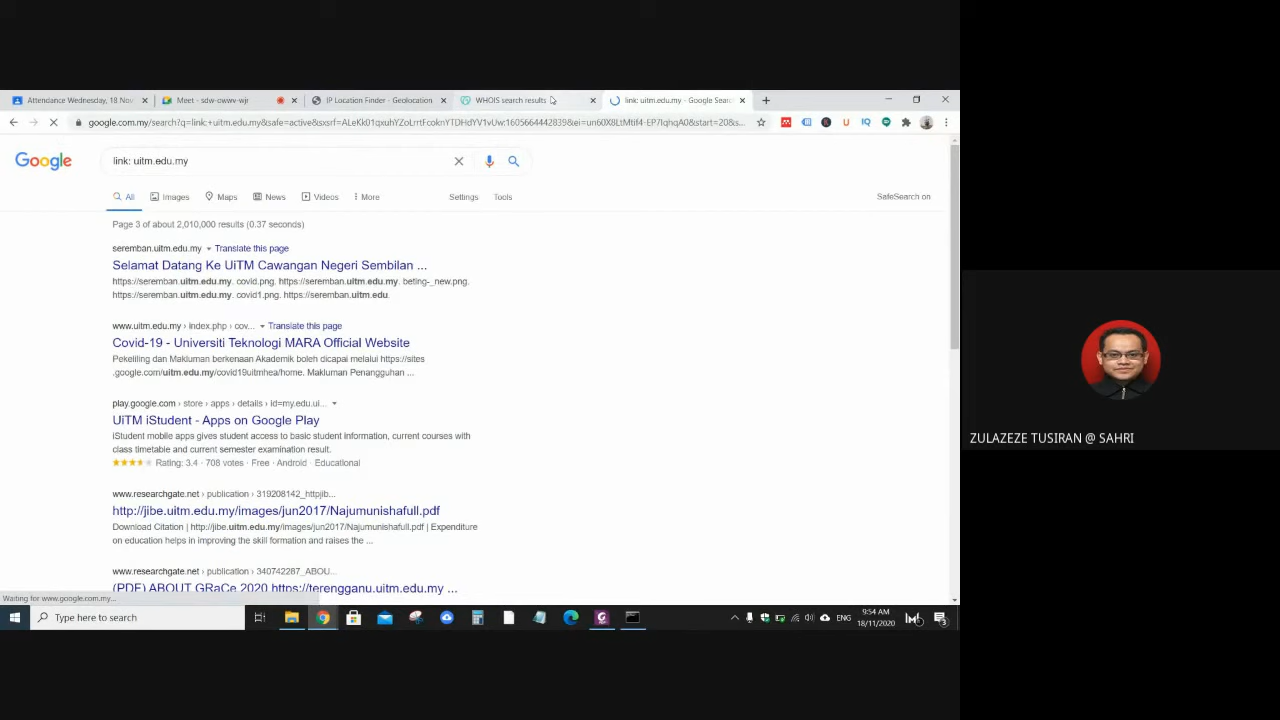 Attendance Wednesday, 18 Nov
Meet - sdw-owwv-wjr
IP Location Finder - Geolocation
WHOIS search results
link: uitm.edu.my - Google Sear
google.com.my/search?q=link:+uitm.edu.my&safe=active&sxsrf=
Google
link: uitm.edu.my
All
Images
Maps
News
Videos
More
Settings
Tools
SafeSearch on
Page 3 of about 2,010,000 results (0.37 seconds)
seremban.uitm.edu.my
Translate this page
Selamat Datang Ke UiTM Cawangan Negeri Sembilan ...
https://seremban.uitm.edu.my. covid.png. https://seremban.uitm.edu.my. beting-_new.png.
https://seremban.uitm.edu.my. covid1.png. https://seremban.uitm.edu.
www.uitm.edu.my › index.php › cov...
Translate this page
Covid-19 - Universiti Teknologi MARA Official Website
Pekeliling dan Makluman berkenaan Akademik boleh dicapai melalui https://sites
.google.com/uitm.edu.my/covid19uitmhea/home. Makluman Penangguhan ...
play.google.com › store › apps › details › id=my.edu.ui...
UiTM iStudent - Apps on Google Play
iStudent mobile apps gives student access to basic student information, current courses with
class timetable and current semester examination result.
Rating: 3.4 · 708 votes · Free · Android · Educational
www.researchgate.net › publication › 319208142_httpjib...
http://jibe.uitm.edu.my/images/jun2017/Najumunishafull.pdf
Download Citation | http://jibe.uitm.edu.my/images/jun2017/Najumunishafull.pdf | Expenditure
on education helps in improving the skill formation and raises the ...
www.researchgate.net › publication › 340742287_ABOU...
(PDF) ABOUT GRaCe 2020 https://terengganu.uitm.edu.my ...
Waiting for www.google.com.my...
ZULAZEZE TUSIRAN @ SAHRI
Type here to search
ENG
9:54 AM
18/11/2020